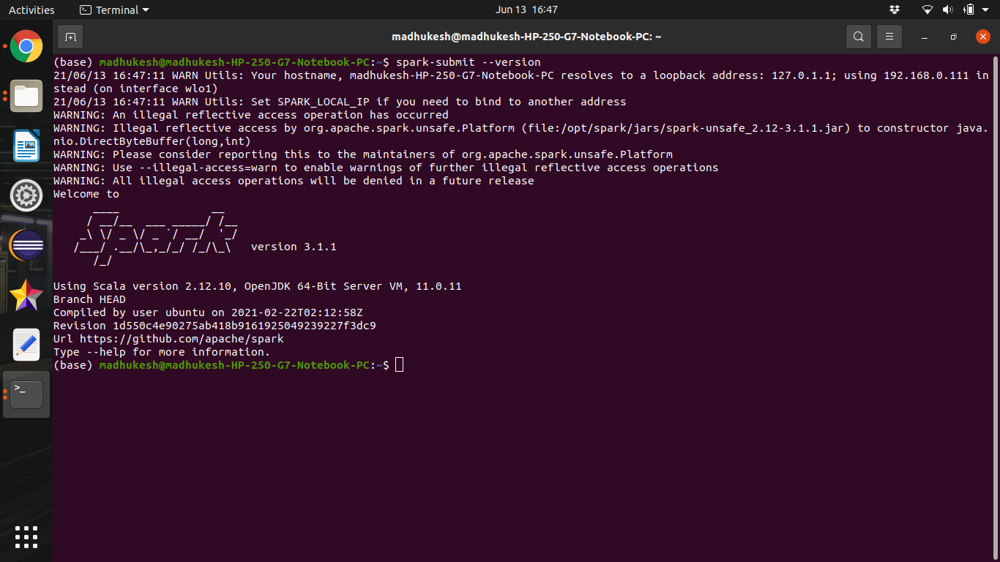 Activities
Terminal
Jun 13 16:47
madhukesh@madhukesh-HP-250-G7-Notebook-PC: ~
(base) madhukesh@madhukesh-HP-250-G7-Notebook-PC:~$ spark-submit --version
21/06/13 16:47:11 WARN Utils: Your hostname, madhukesh-HP-250-G7-Notebook-PC resolves to a loopback address: 127.0.1.1; using 192.168.0.111 in
stead (on interface wlo1)
21/06/13 16:47:11 WARN Utils: Set SPARK_LOCAL_IP if you need to bind to another address
WARNING: An illegal reflective access operation has occurred
WARNING: Illegal reflective access by org.apache.spark.unsafe.Platform (file:/opt/spark/jars/spark-unsafe_2.12-3.1.1.jar) to constructor java.
nio.DirectByteBuffer(long,int)
WARNING: Please consider reporting this to the maintainers of org.apache.spark.unsafe.Platform
WARNING: Use --illegal-access=warn to enable warnings of further illegal reflective access operations
WARNING: All illegal access operations will be denied in a future release
Welcome to
      ____              __
     / __/__  ___ _____/ /__
    _\ \/ _ \/ _ `/ __/  '_/
   /___/ .__/\_,_/_/ /_/\_\   version 3.1.1
      /_/
Using Scala version 2.12.10, OpenJDK 64-Bit Server VM, 11.0.11
Branch HEAD
Compiled by user ubuntu on 2021-02-22T02:12:58Z
Revision 1d550c4e90275ab418b9161925049239227f3dc9
Url https://github.com/apache/spark
Type --help for more information.
(base) madhukesh@madhukesh-HP-250-G7-Notebook-PC:~$